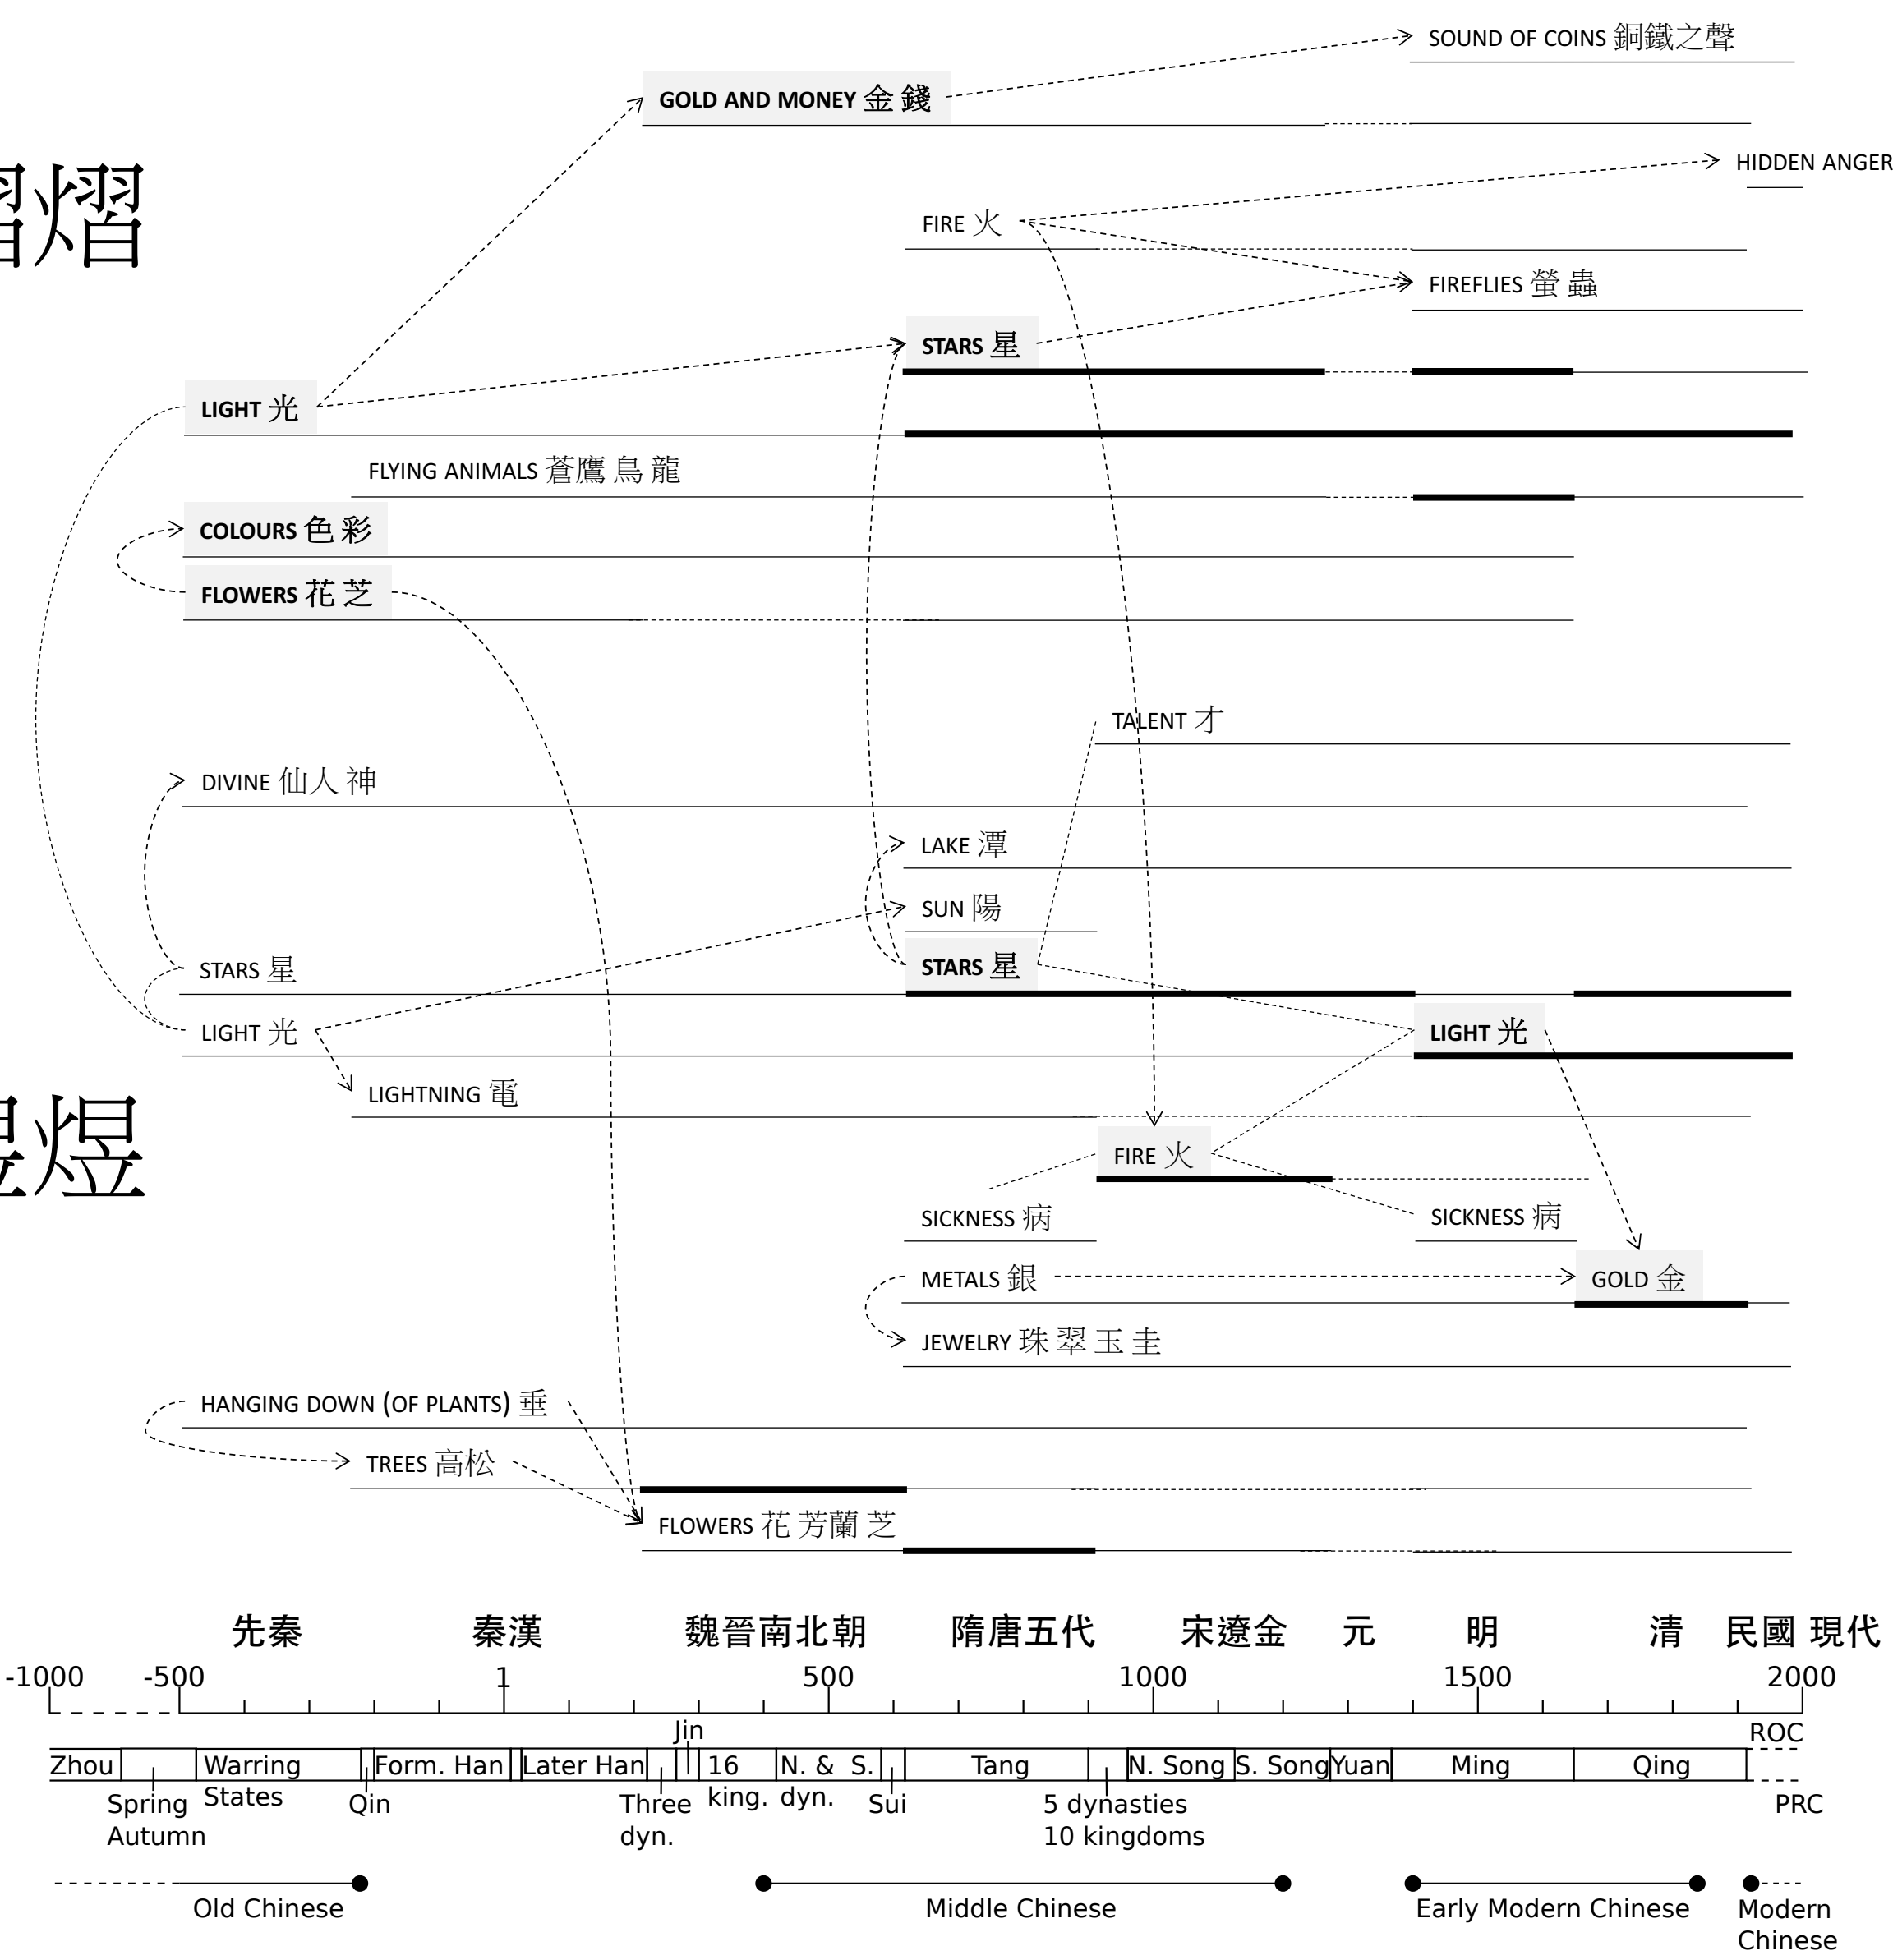 SOUND OF COINS 銅鐵之聲
GOLD AND MONEY 金 錢
HIDDEN ANGER
熠熠
FIRE 火
FIREFLIES 螢 蟲
STARS 星
LIGHT 光
FLYING ANIMALS 蒼鷹 鳥 龍
COLOURS 色 彩
FLOWERS 花 芝
TALENT 才
DIVINE 仙人 神
LAKE 潭
SUN 陽
STARS 星
STARS 星
LIGHT 光
LIGHT 光
LIGHTNING 電
煜煜
FIRE 火
SICKNESS 病
SICKNESS 病
METALS 銀
GOLD 金
JEWELRY 珠 翠 玉 圭
HANGING DOWN (OF PLANTS) 垂
TREES 高松
FLOWERS 花 芳蘭 芝
先秦 秦漢 魏晉南北朝 隋唐五代 宋遼金 元 明 清 民國 現代
-1000 -500 1 500 1000 1500 2000
Jin
ROC
Zhou Warring Form. Han Later Han 16 N. & S. Tang N. Song S. Song Yuan Ming Qing
Spring States Qin Three king. dyn. Sui 5 dynasties PRC
Autumn dyn. 10 kingdoms
Old Chinese Middle Chinese Early Modern Chinese Modern
Chinese